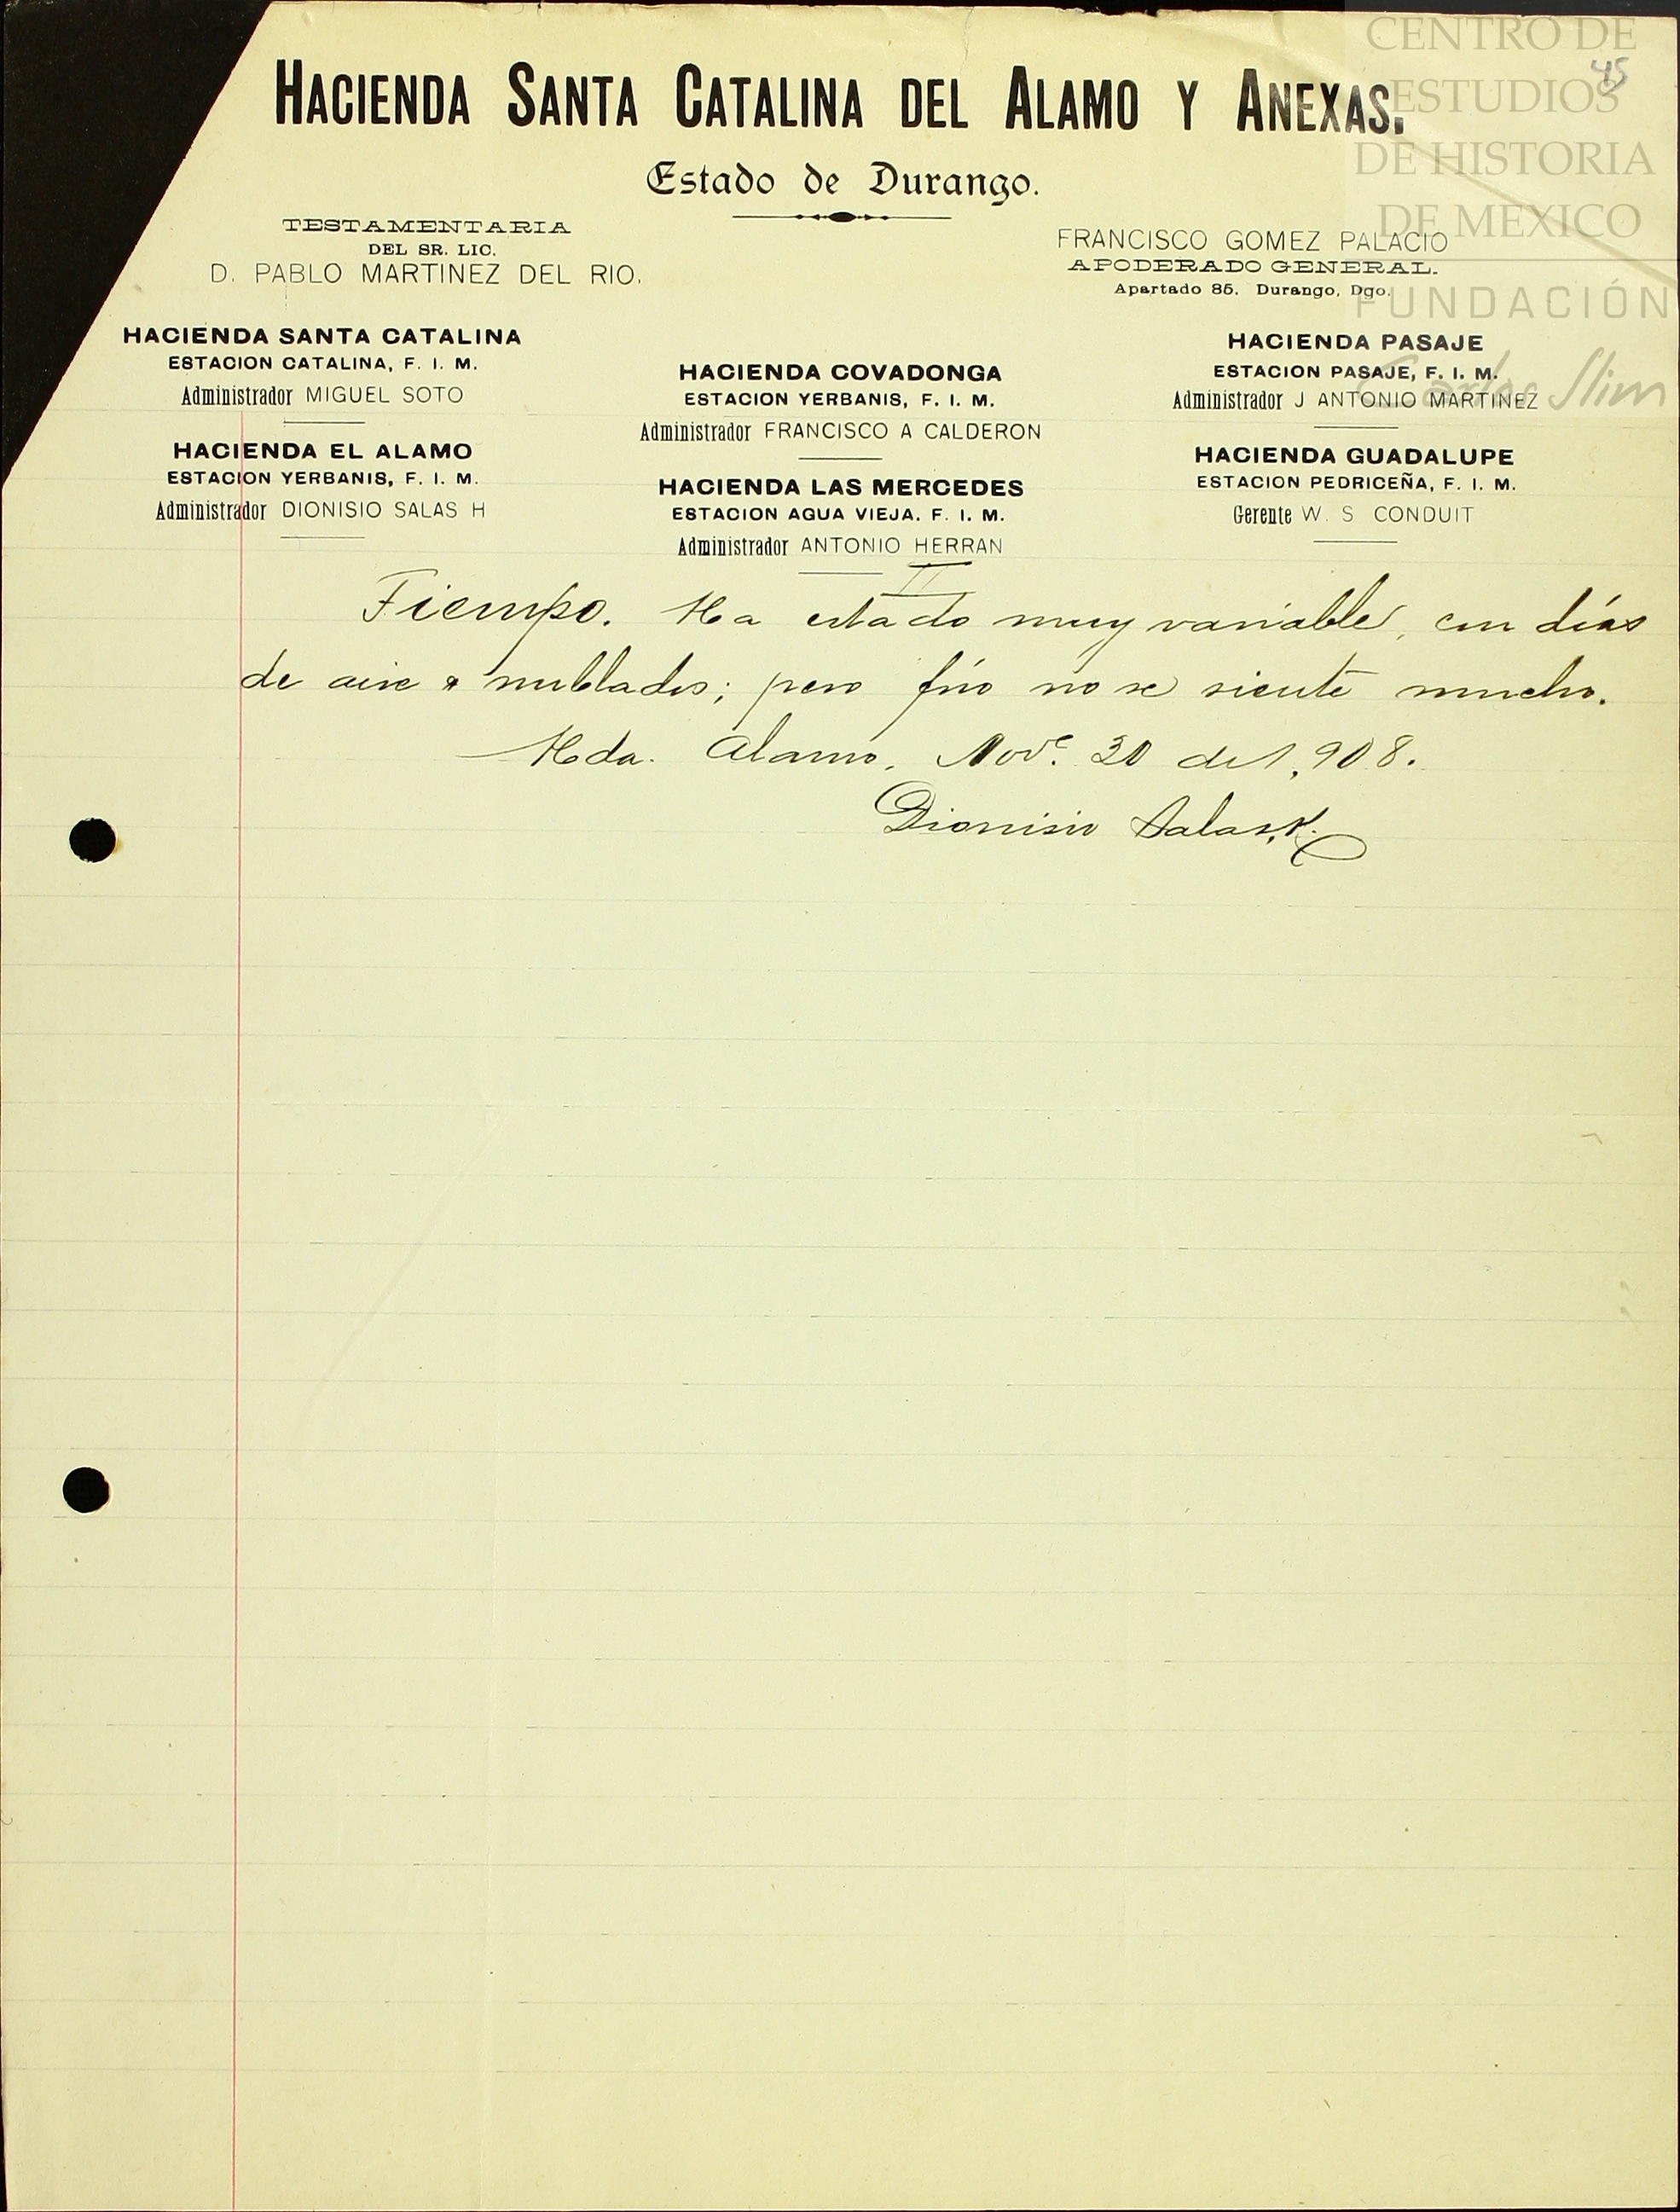 HACIENDA SANTA CATALINA DEL ALAMO Y ANEXAS.
Estado de Durango.
TESTAMENTARIA
DEL SR. LIC.
D. PABLO MARTINEZ DEL RIO.
FRANCISCO GOMEZ PALACIO
APODERADO GENERAL.
Apartado 85. Durango, Dgo.
HACIENDA SANTA CATALINA
ESTACION CATALINA, F. I. M.
Administrador MIGUEL SOTO
HACIENDA EL ALAMO
ESTACION YERBANIS, F. I. M.
Administrador DIONISIO SALAS H
HACIENDA COVADONGA
ESTACION YERBANIS, F. I. M.
Administrador FRANCISCO A CALDERON
HACIENDA LAS MERCEDES
ESTACION AGUA VIEJA. F. I. M.
Administrador ANTONIO HERRAN
HACIENDA PASAJE
ESTACION PASAJE, F. I. M.
Administrador J ANTONIO MARTINEZ
HACIENDA GUADALUPE
ESTACION PEDRICEÑA, F. I. M.
Gerente W. S CONDUIT
II
Tiempo. Ha estado muy variable, con días
de aire nublados; pero frío no se siente mucho.
Hda. Alamo, Nove. 30 de 1,908.
Dionisio Salas H.
45
CENTRO DE
ESTUDIOS
DE HISTORIA
DE MEXICO
FUNDACIÓN
Carlos Slim